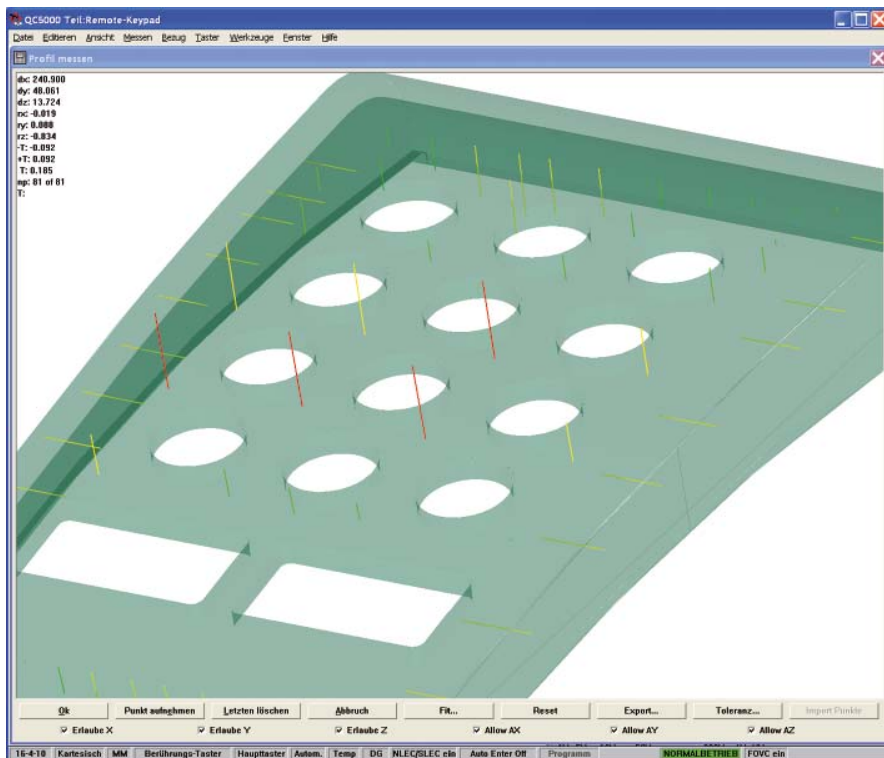 QC5000 Teil:Remote-Keypad
Datei Editieren Ansicht Messen Bezug Taster Werkzeuge Fenster Hilfe
Profil messen
dx: 240.900
dy: 48.061
dz: 13.724
rx: -0.019
ry: 0.088
rz: -0.834
-T: -0.092
+T: 0.092
T: 0.185
np: 81 of 81
T:
Ok Punkt aufnehmen Letzten löschen Abbruch Fit... Reset Export... Toleranz... Import Punkte
Erlaube X Erlaube Y Erlaube Z Allow AX Allow AY Allow AZ
16-4-10 Kartesisch MM Berührungs-Taster Haupttaster Autom. Temp DG NLEC/SLEC ein Auto Enter Off Programm NORMALBETRIEB FOVC ein